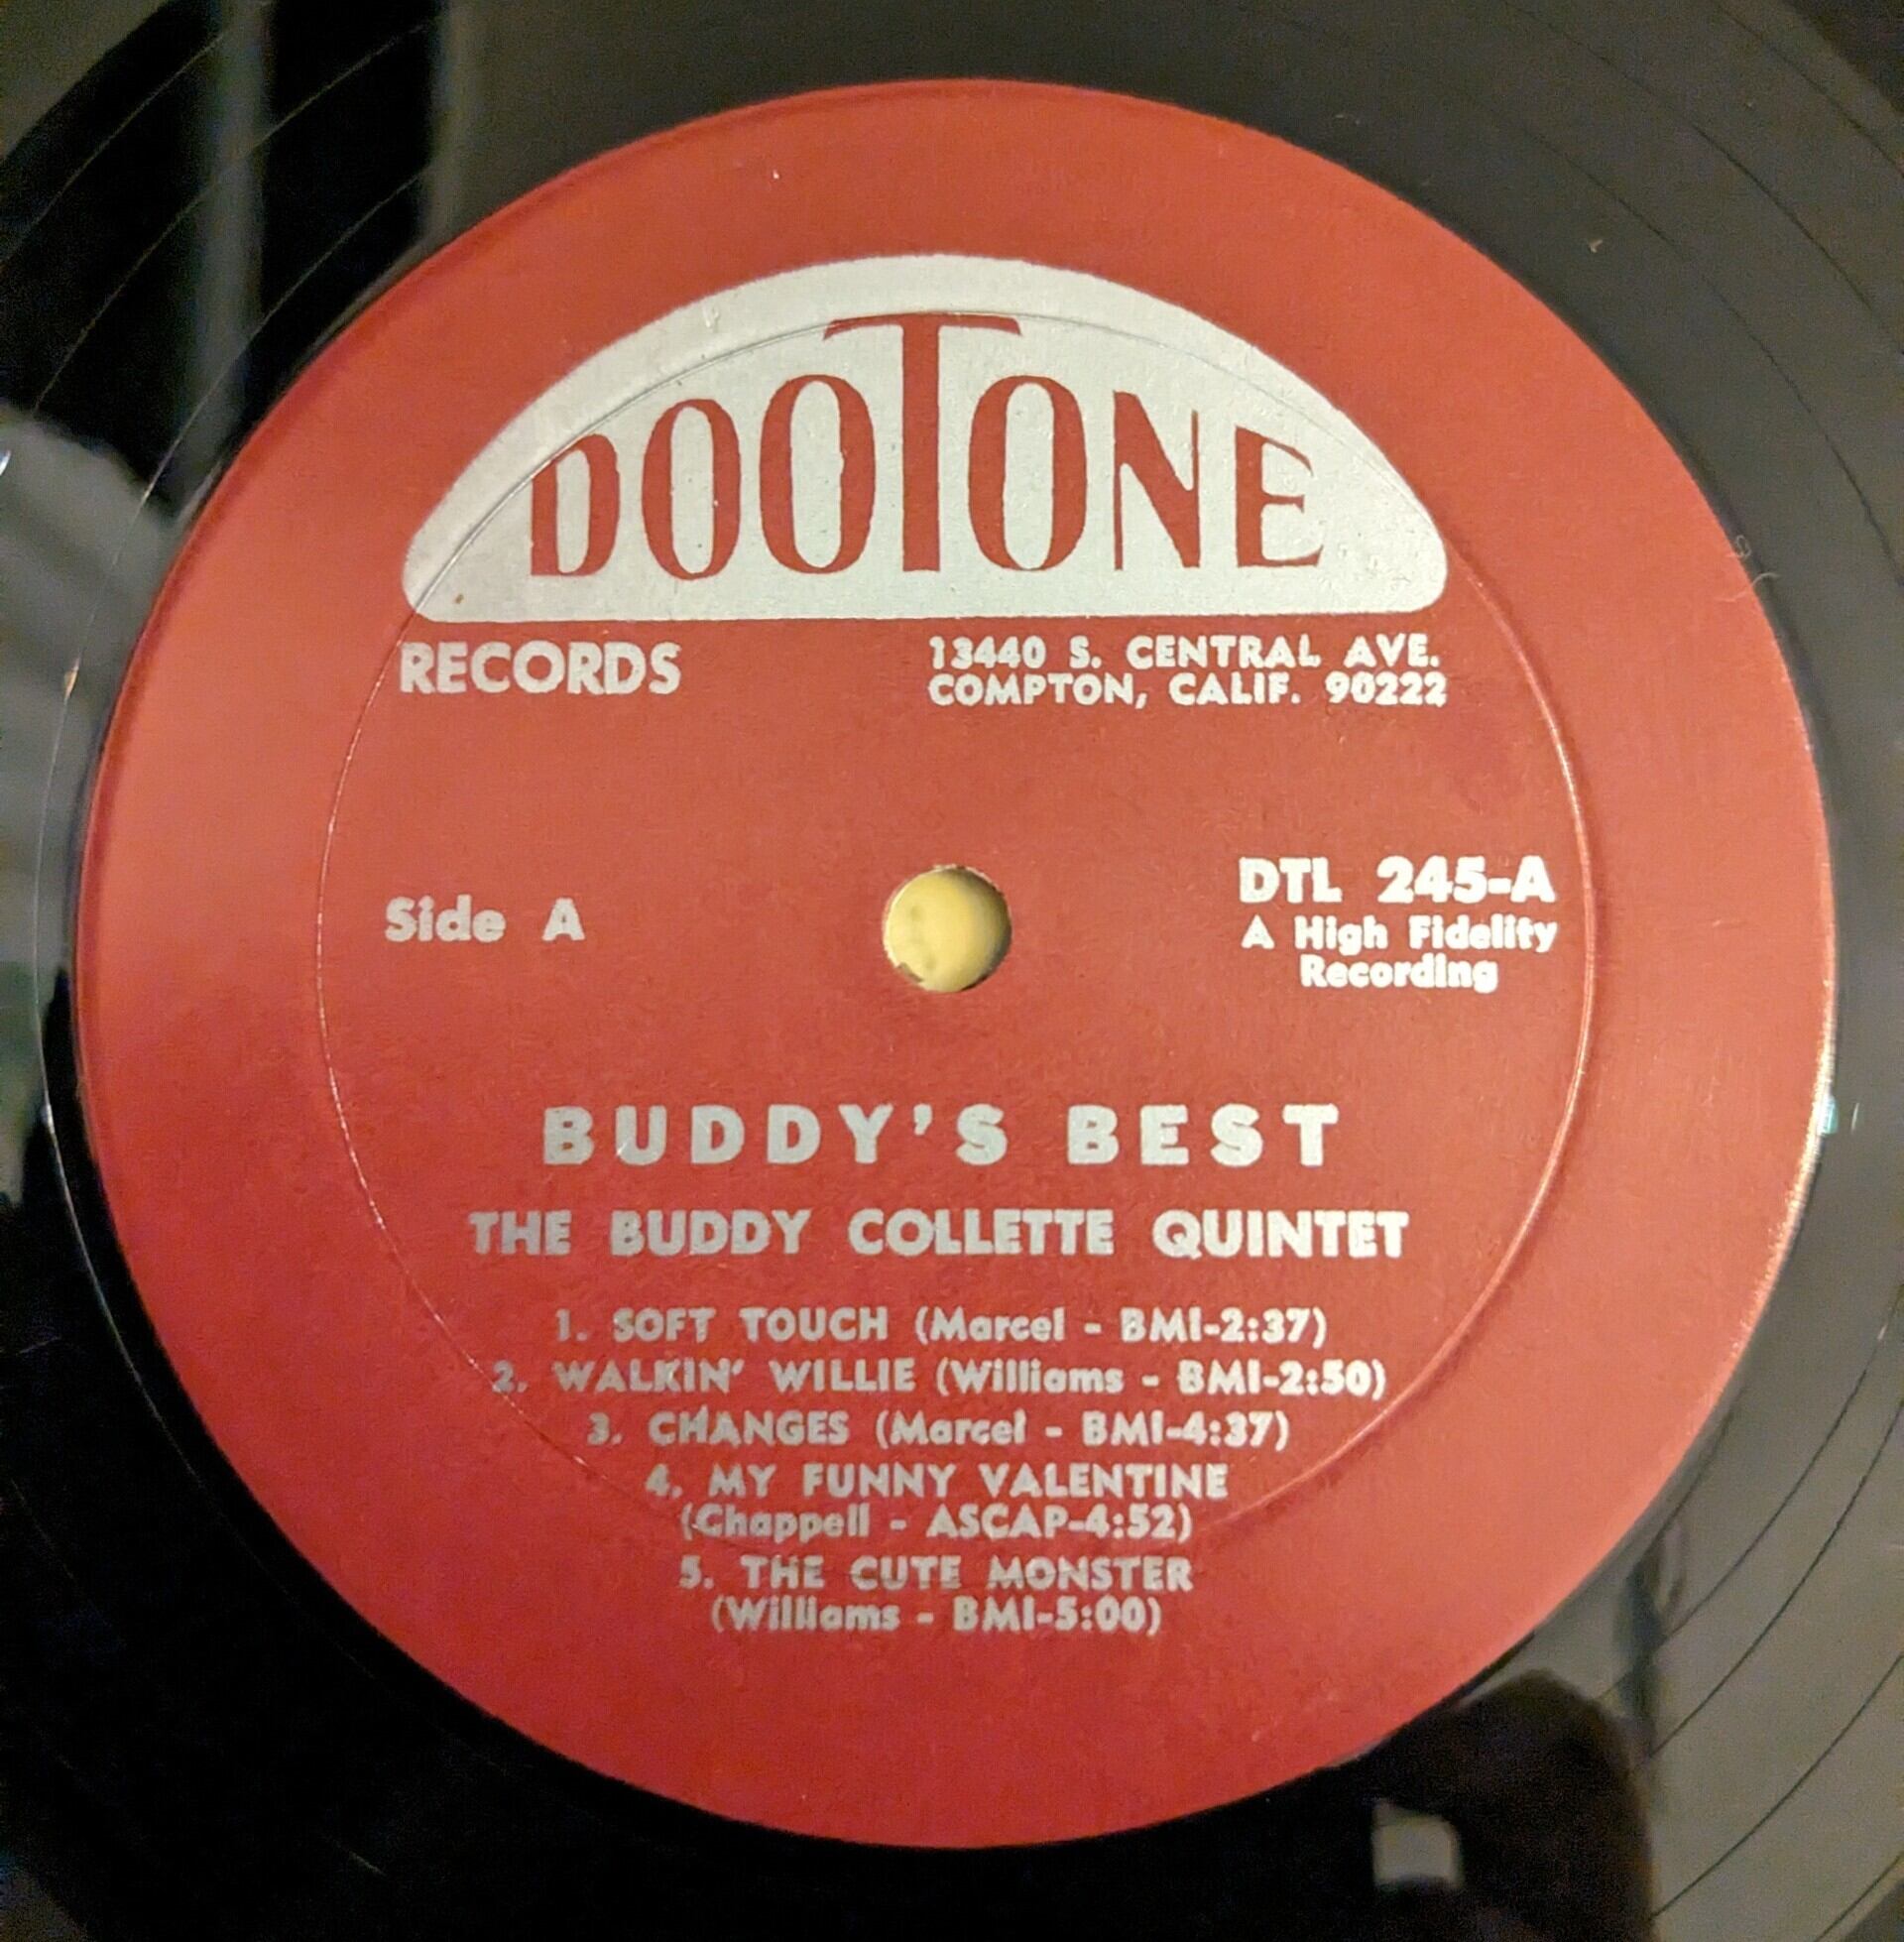 DOOTONE
RECORDS
13440 S. CENTRAL AVE.
COMPTON, CALIF. 90222
Side A
DTL 245-A
A High Fidelity
Recording
BUDDY'S BEST
THE BUDDY COLLETTE QUINTET
1. SOFT TOUCH (Marcel - BMI-2:37)
2. WALKIN' WILLIE (Williams - BMI-2:50)
3. CHANGES (Marcel - BMI-4:37)
4. MY FUNNY VALENTINE
(Chappell - ASCAP-4:52)
5. THE CUTE MONSTER
(Williams - BMI-5:00)